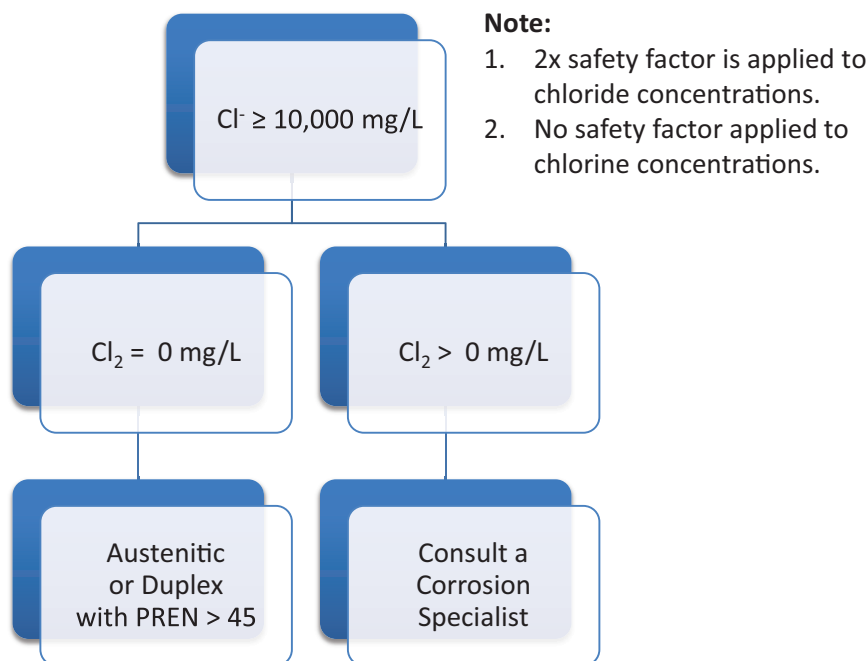 Note:
1. 2x safety factor is applied to
chloride concentrations.
2. No safety factor applied to
chlorine concentrations.
Cl⁻ ≥ 10,000 mg/L
Cl₂ = 0 mg/L
Cl₂ > 0 mg/L
Austenitic
or Duplex
with PREN > 45
Consult a
Corrosion
Specialist